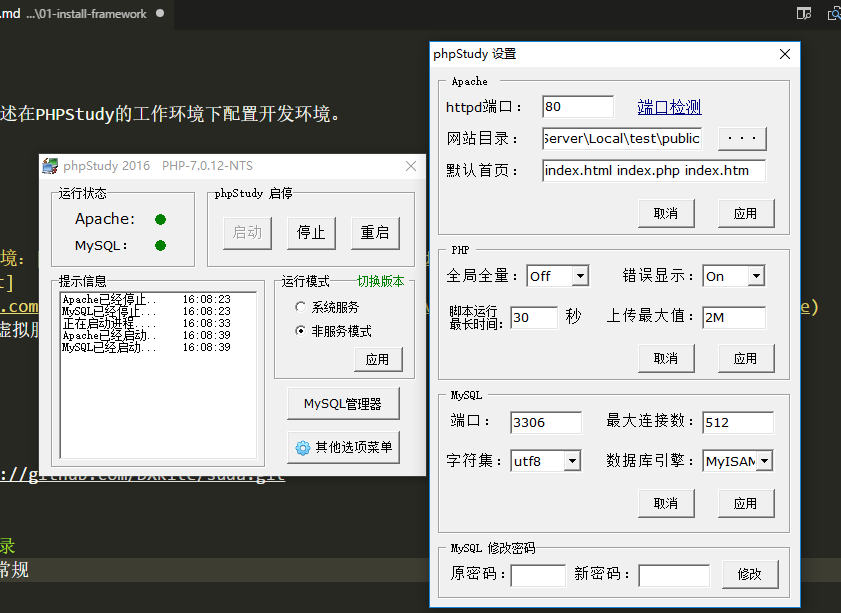 .md ...\01-install-framework ●
述在PHPStudy的工作环境下配置开发环境。
境：
t]
.com
e)
虚拟
://github.com/DXkite/suda.git
录
常规
phpStudy 2016 PHP-7.0.12-NTS
运行状态
Apache:
MySQL:
phpStudy 启停
启动 停止 重启
提示信息
Apache已经停止.. 16:08:23
MySQL已经停止... 16:08:23
正在启动进程.... 16:08:33
Apache已经启动.. 16:08:39
MySQL已经启动... 16:08:39
运行模式 切换版本
系统服务
非服务模式
应用
MySQL管理器
其他选项菜单
phpStudy 设置
Apache
httpd端口： 80 端口检测
网站目录： Server\Local\test\public ...
默认首页： index.html index.php index.htm
取消 应用
PHP
全局全量： Off 错误显示： On
脚本运行
最长时间： 30 秒 上传最大值： 2M
取消 应用
MySQL
端口： 3306 最大连接数： 512
字符集： utf8 数据库引擎： MyISAM
取消 应用
MySQL 修改密码
原密码： 新密码： 修改